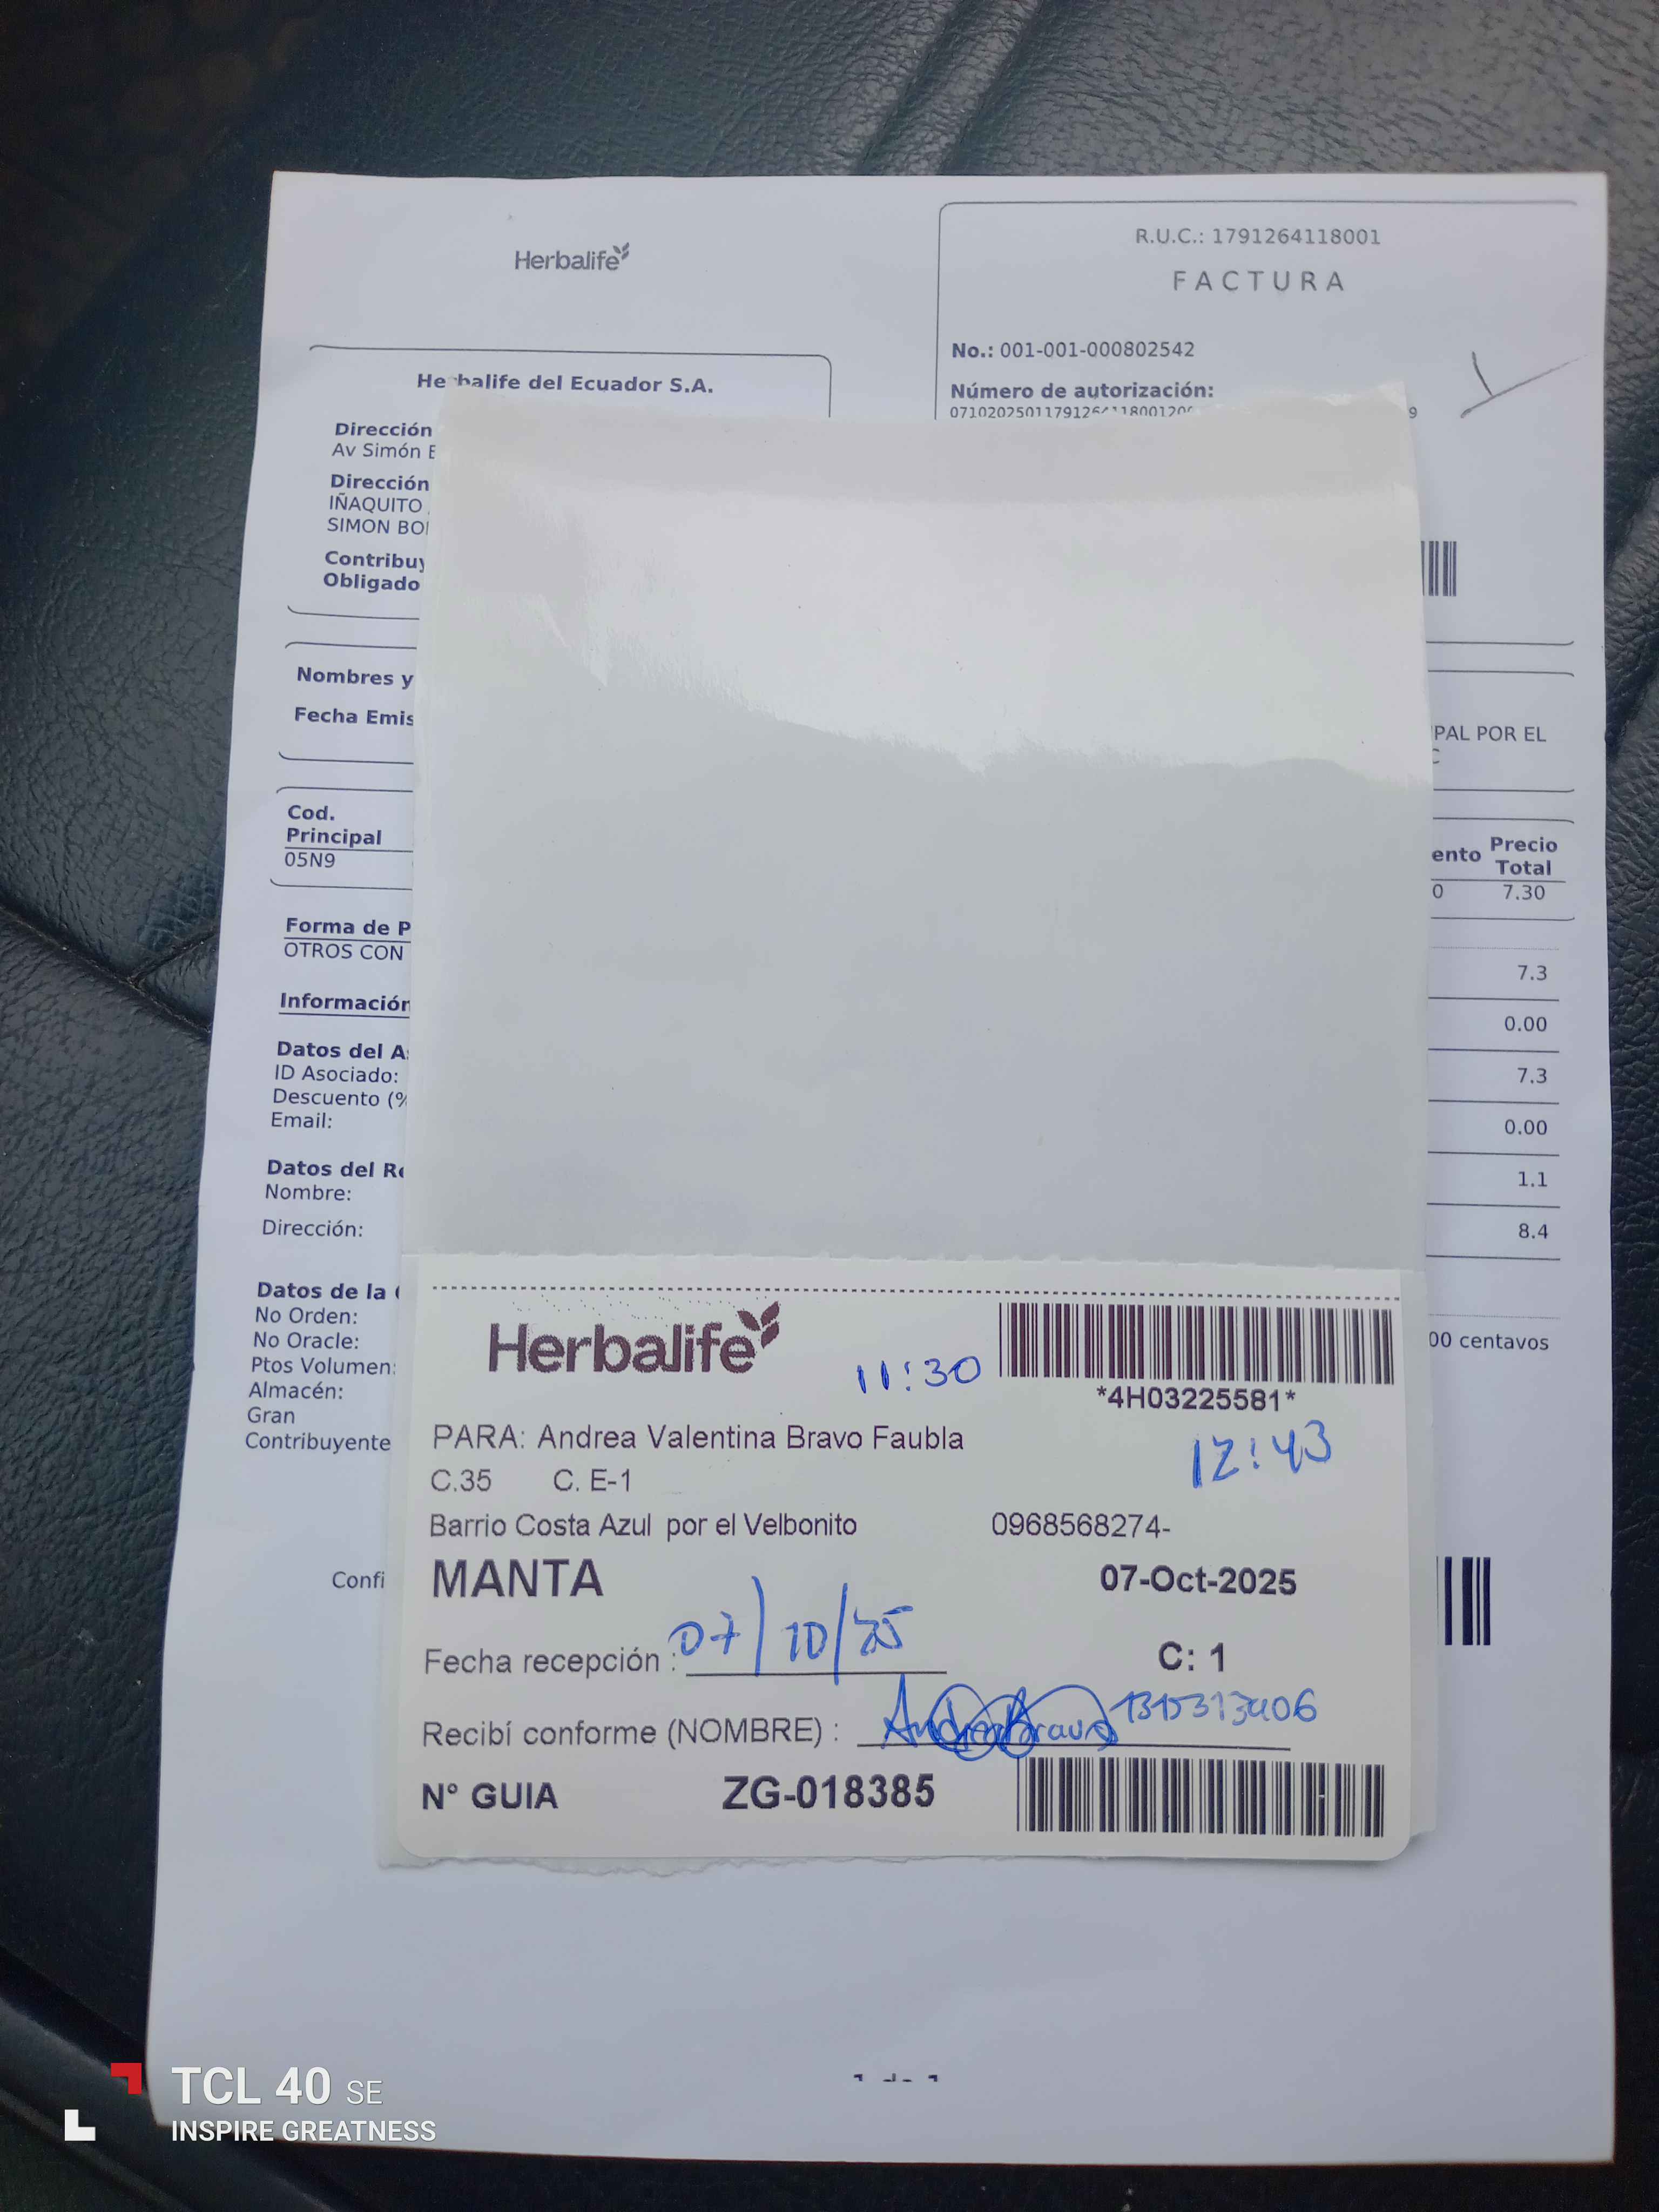 Herbalife
R.U.C.: 1791264118001
FACTURA
No.: 001-001-000802542
Número de autorización:
Herbalife del Ecuador S.A.
Dirección
Av Simón
Dirección
IÑAQUITO
SIMON
Obligado
Nombres y
Fecha
PAL POR EL
Cod.
Principal
05N9
Precio
Total
0 7.30
Forma de
OTROS CON
7.3
0.00
7.3
0.00
1.1
8.4
Datos del
ID Asociado:
Descuento
Email:
Datos del
Nombre:
Dirección:
Datos de la
No Orden:
No Oracle:
Ptos Volumen:
Almacén:
Gran
Contribuyente
00 centavos
Confi
Herbalife
11:30
*4H03225581*
PARA: Andrea Valentina Bravo Faubla
12:43
C.35 C. E-1
Barrio Costa Azul por el Velbonito 0968568274-
MANTA 07-Oct-2025
Fecha recepción : 07/10/25
C: 1
Recibí conforme (NOMBRE) : Andrea Bravo
N° GUIA ZG-018385
TCL 40 SE
INSPIRE GREATNESS